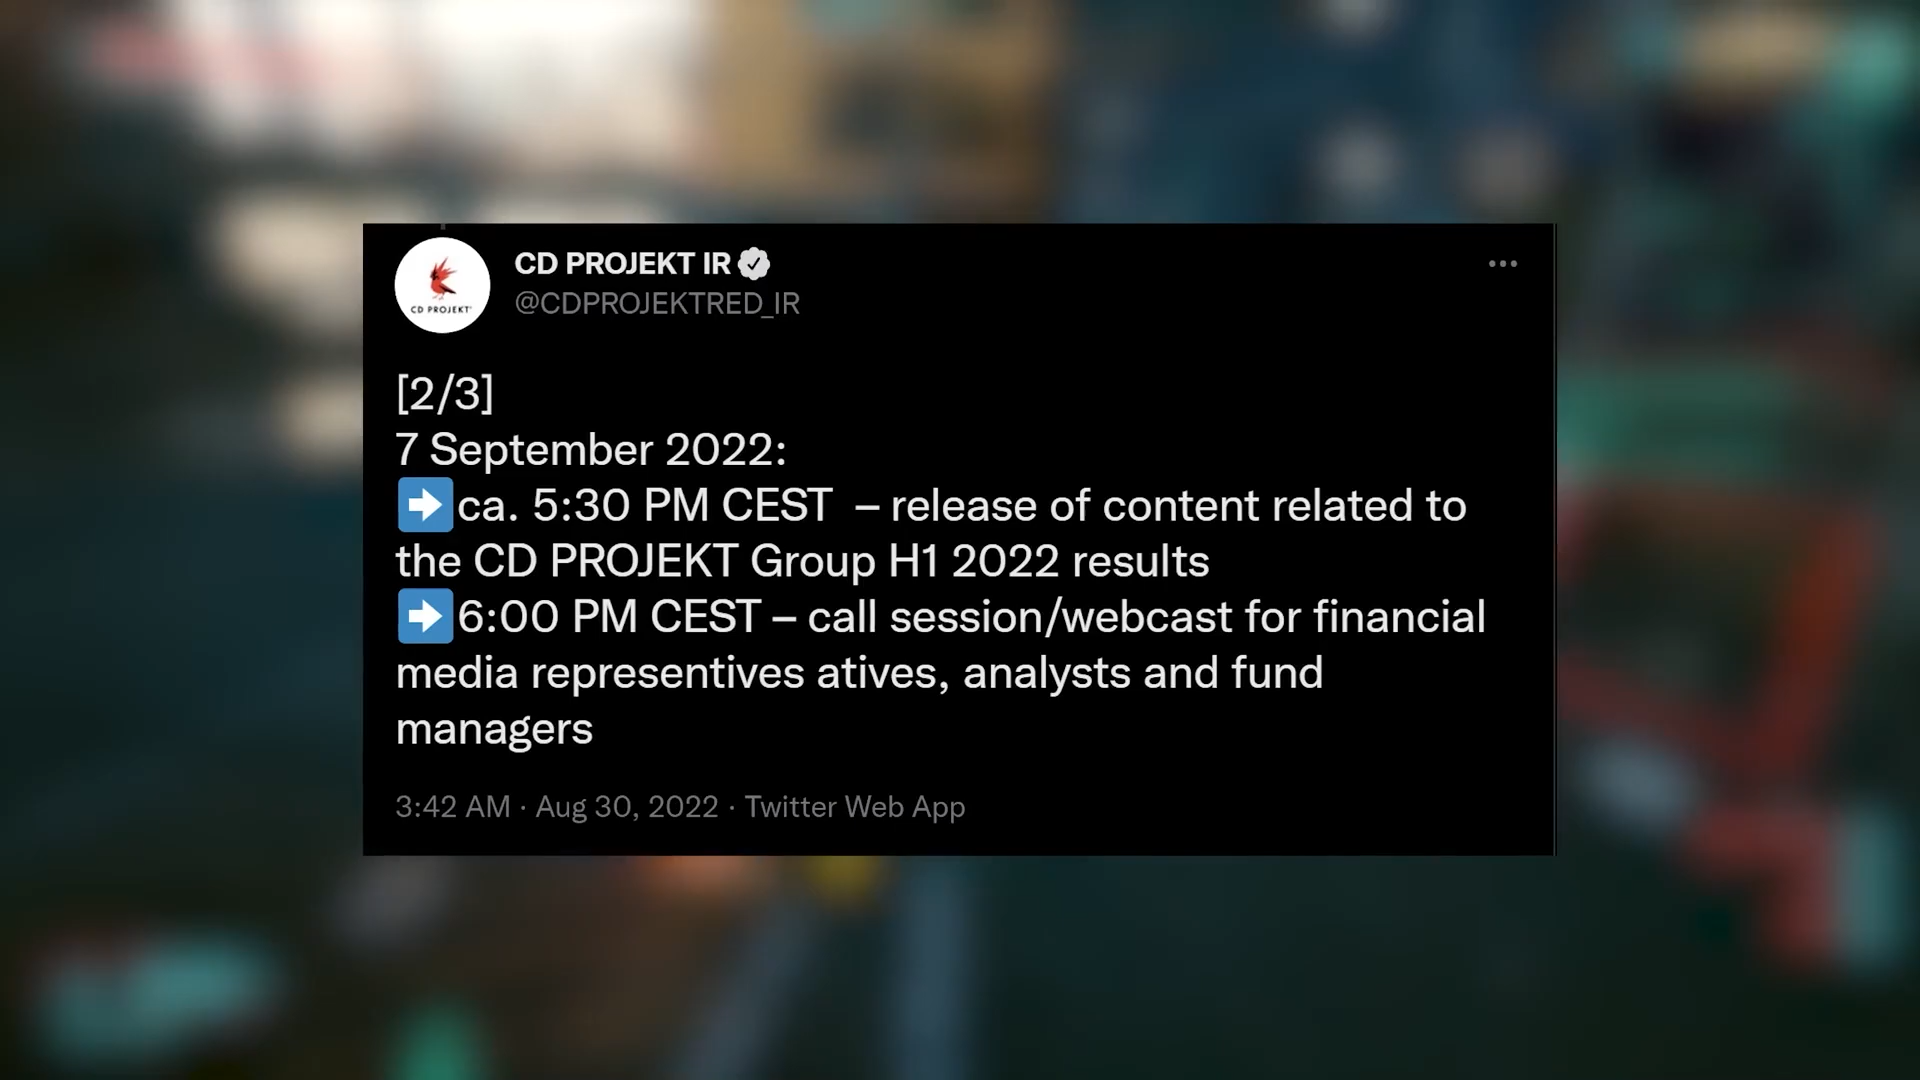 CD PROJEKT IR
@CDPROJEKTRED_IR
CD PROJEKT
[2/3]
7 September 2022:
➡️ca. 5:30 PM CEST – release of content related to
the CD PROJEKT Group H1 2022 results
➡️6:00 PM CEST – call session/webcast for financial
media representives atives, analysts and fund
managers
3:42 AM · Aug 30, 2022 · Twitter Web App